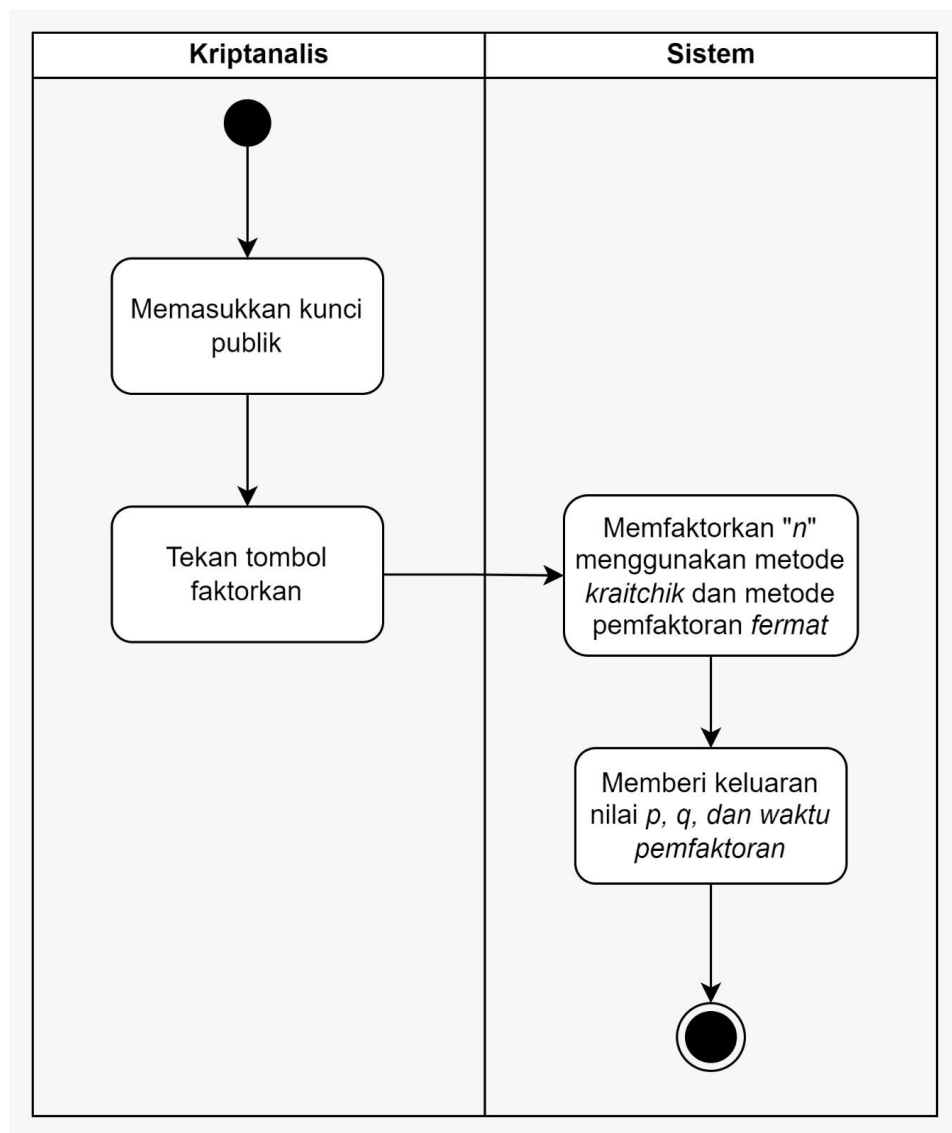 Kriptanalis
Sistem
Memasukkan kunci
publik
Tekan tombol
faktorkan
Memfaktorkan "n"
menggunakan metode
kraitchik dan metode
pemfaktoran fermat
Memberi keluaran
nilai p, q, dan waktu
pemfaktoran